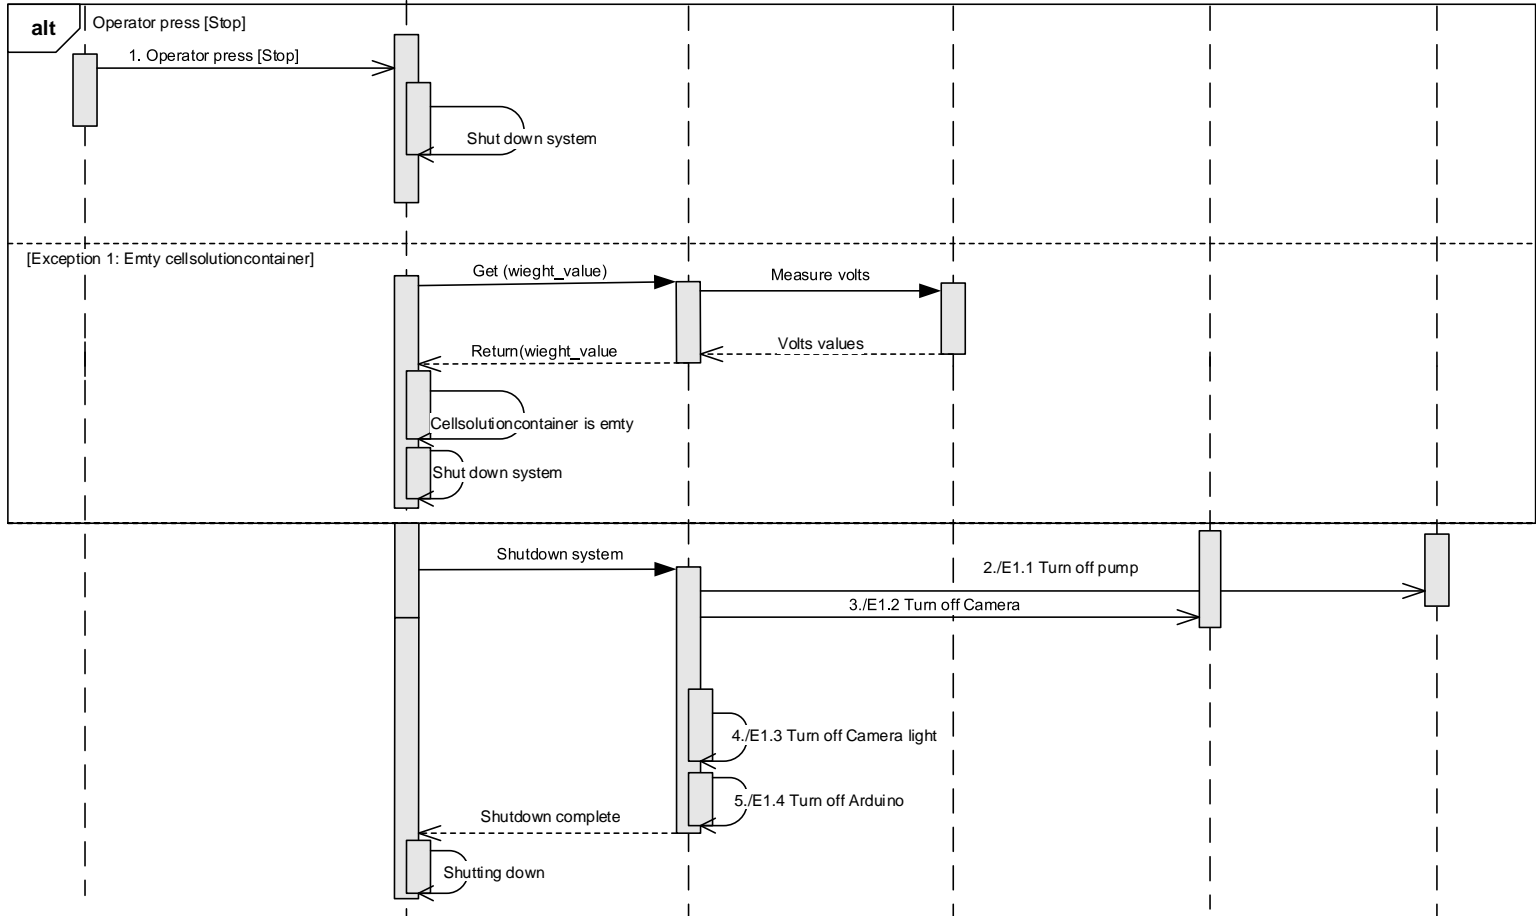 alt
Operator press [Stop]
1. Operator press [Stop]
Shut down system
[Exception 1: Emty cellsolutioncontainer]
Get (wieght_value)
Measure volts
Volts values
Return(wieght_value
Cellsolutioncontainer is emty
Shut down system
Shutdown system
2./E1.1 Turn off pump
3./E1.2 Turn off Camera
4./E1.3 Turn off Camera light
5./E1.4 Turn off Arduino
Shutdown complete
Shutting down